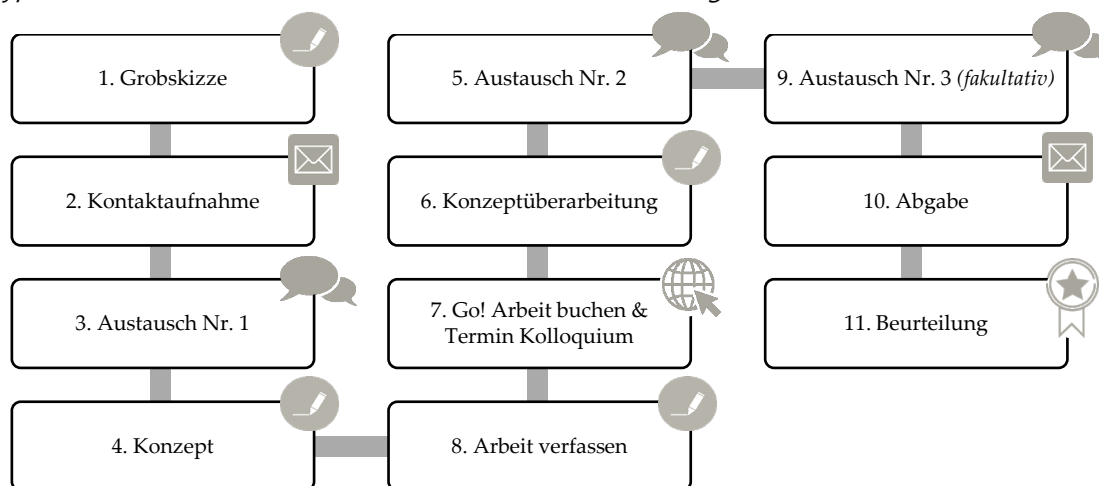 1. Grobskizze
2. Kontaktaufnahme
3. Austausch Nr. 1
4. Konzept
5. Austausch Nr. 2
6. Konzeptüberarbeitung
7. Go! Arbeit buchen &
Termin Kolloquium
8. Arbeit verfassen
9. Austausch Nr. 3 (fakultativ)
10. Abgabe
11. Beurteilung